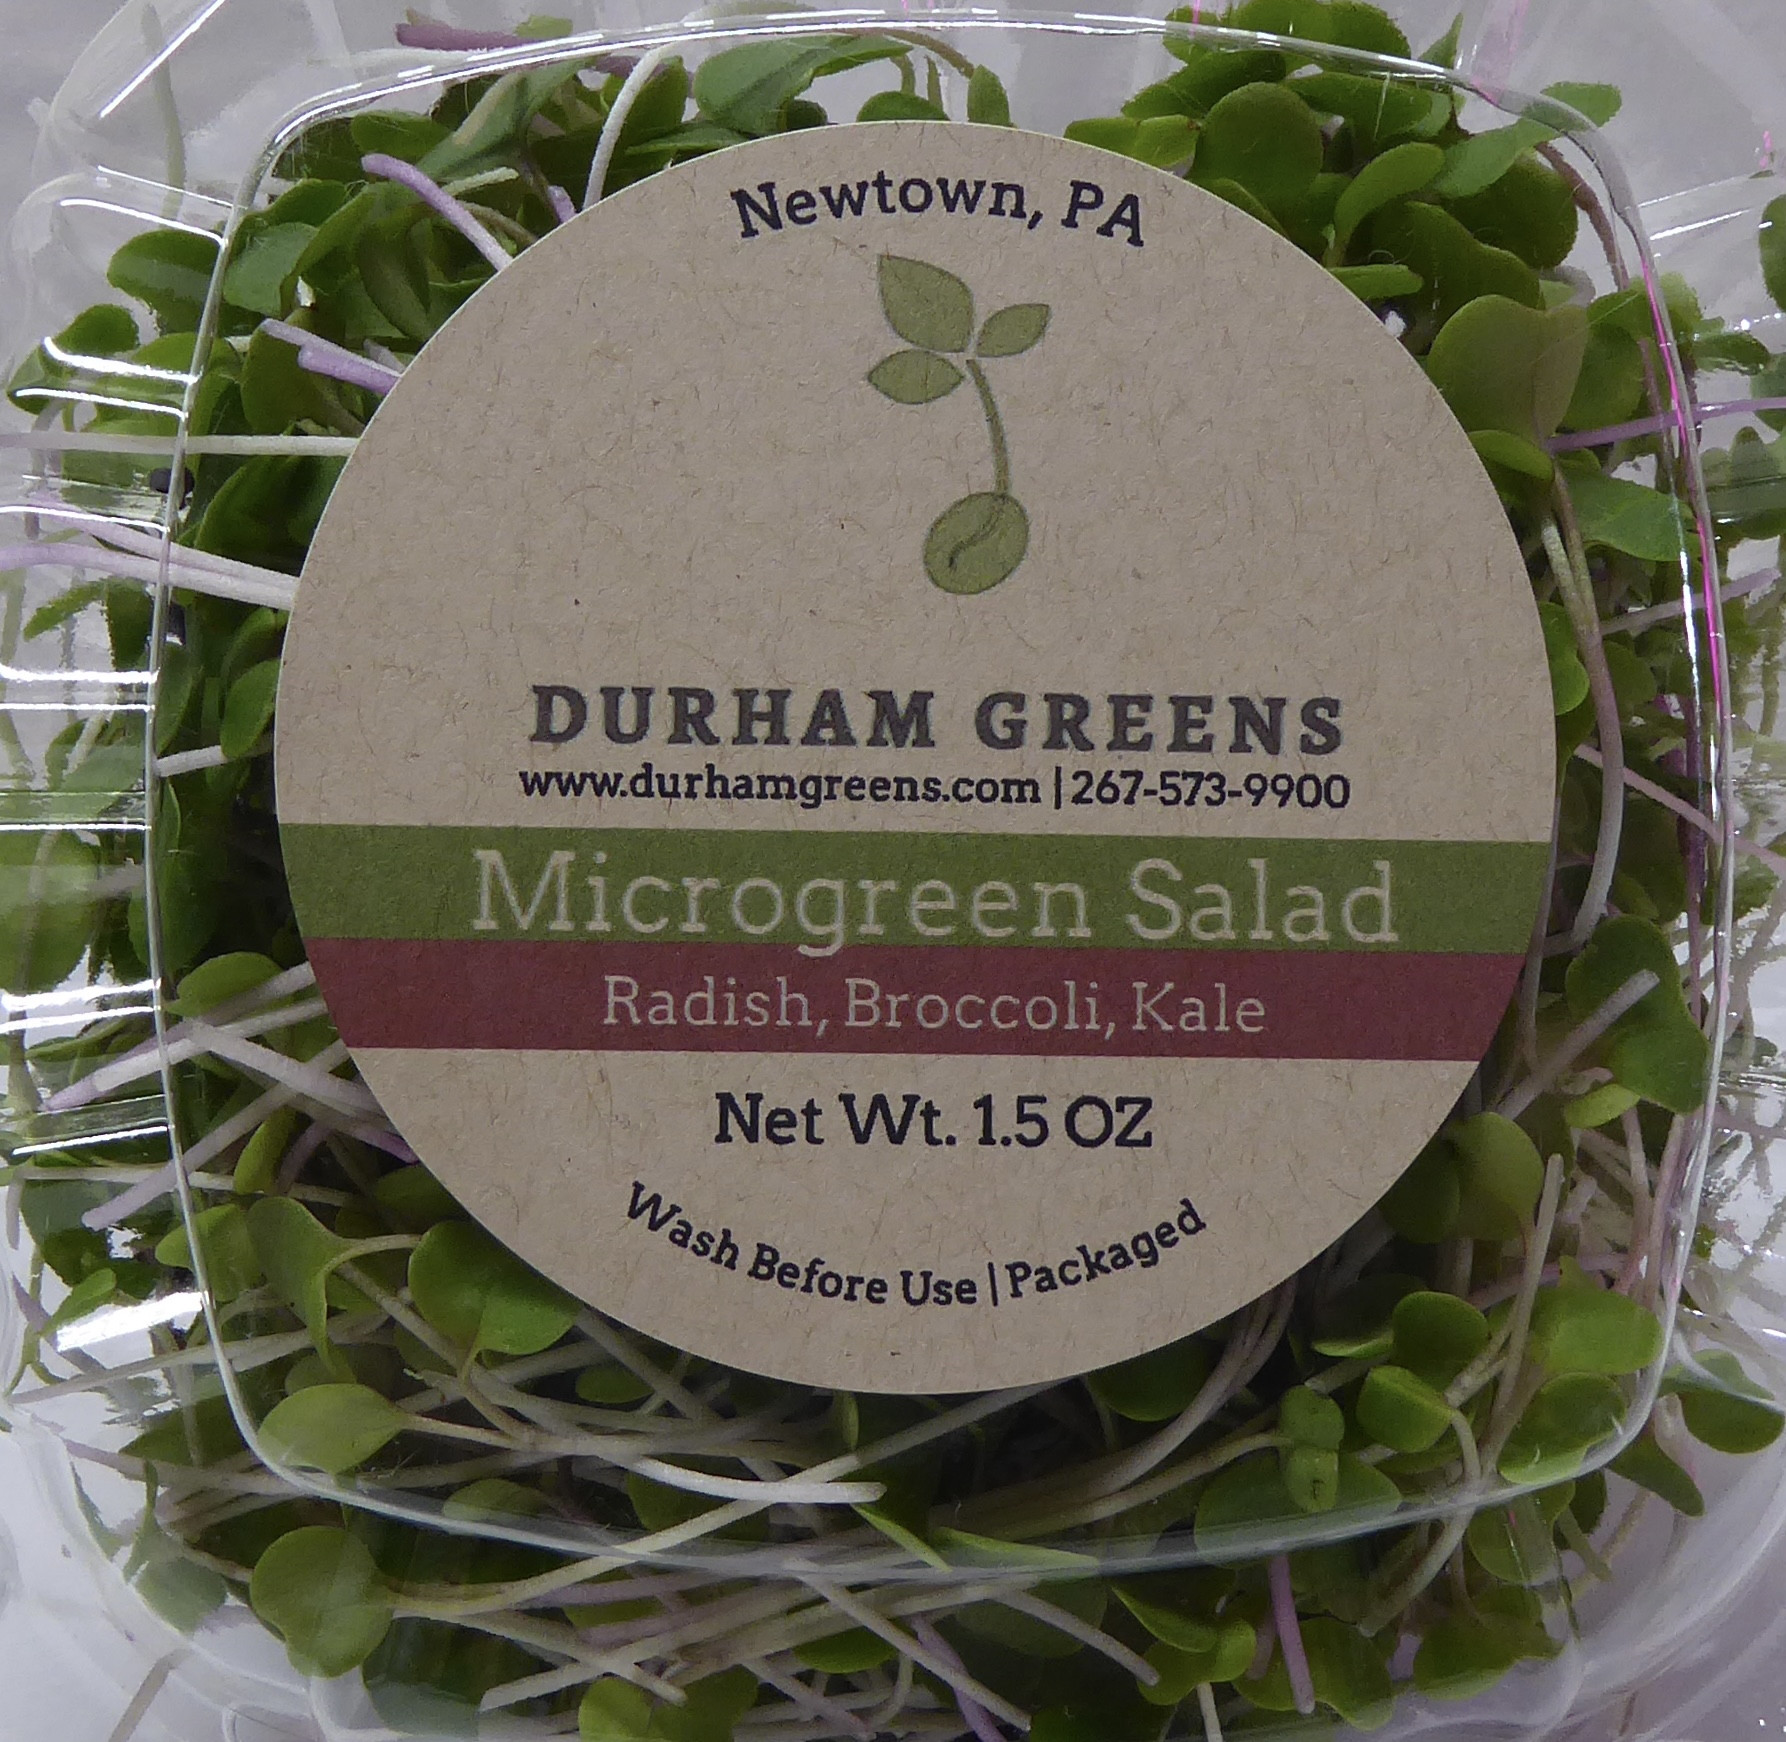 Newtown, PA
DURHAM GREENS
www.durhamgreens.com | 267-573-9900
Microgreen Salad
Radish, Broccoli, Kale
Net Wt. 1.5 OZ
Wash Before Use | Packaged